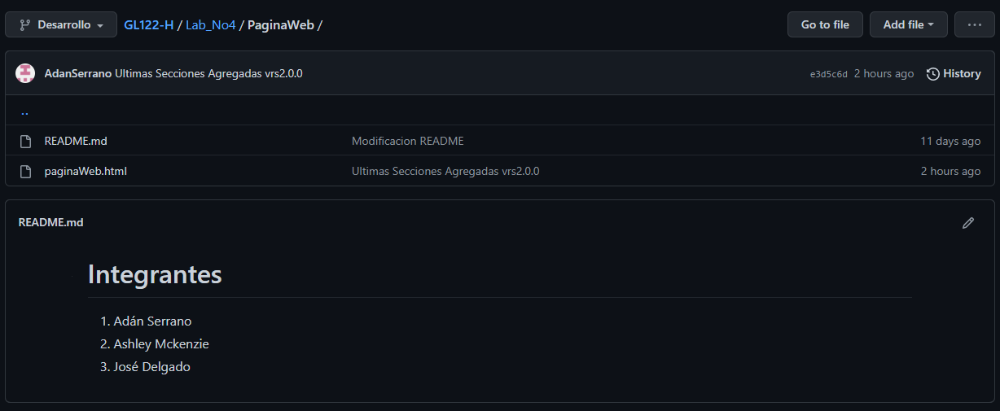 Desarrollo GL122-H / Lab_No4 / PaginaWeb / Go to file Add file ...
AdanSerrano Ultimas Secciones Agregadas vrs2.0.0 e3d5c6d 2 hours ago History
..
README.md Modificacion README 11 days ago
paginaWeb.html Ultimas Secciones Agregadas vrs2.0.0 2 hours ago
README.md
Integrantes
1. Adán Serrano
2. Ashley Mckenzie
3. José Delgado